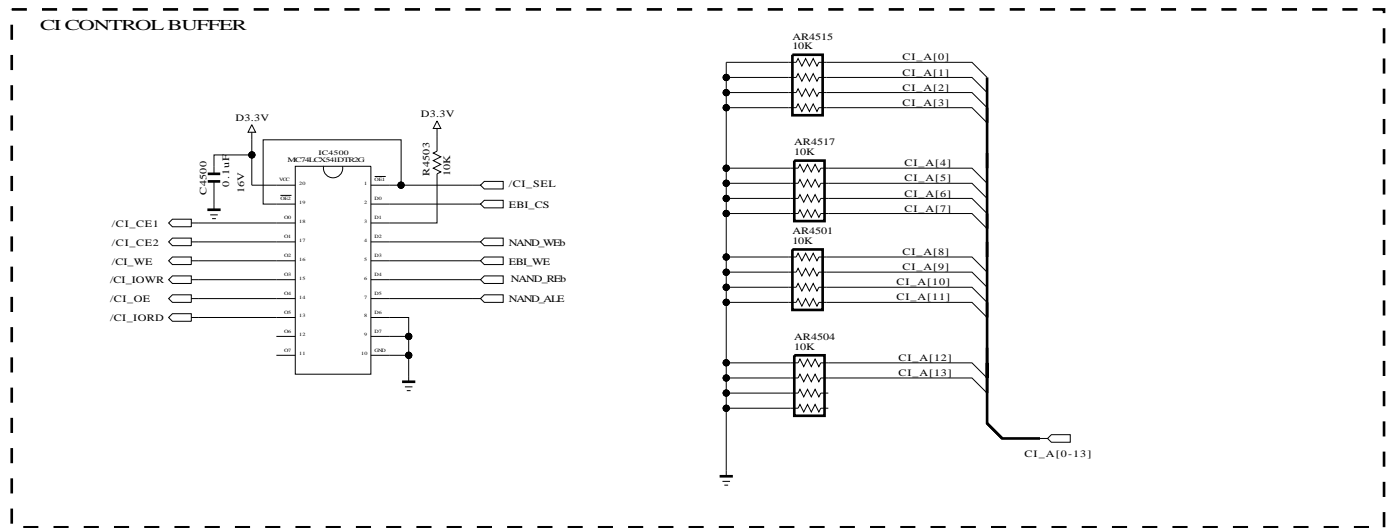 CI CONTROL BUFFER
D3.3V
D3.3V
C4500
0.1uF
16V
IC4500
MC74LCX541DTR2G
R4503
10K
VCC 20
1 OE1
/CI_SEL
OE2 19
2 D0
EBI_CS
/CI_CE1
O0 18
3 D1
/CI_CE2
O1 17
4 D2
NAND_WEb
/CI_WE
O2 16
5 D3
EBI_WE
/CI_IOWR
O3 15
6 D4
NAND_REb
/CI_OE
O4 14
7 D5
NAND_ALE
/CI_IORD
O5 13
8 D6
O6 12
9 D7
O7 11
10 GND
AR4515
10K
CI_A[0]
CI_A[1]
CI_A[2]
CI_A[3]
AR4517
10K
CI_A[4]
CI_A[5]
CI_A[6]
CI_A[7]
AR4501
10K
CI_A[8]
CI_A[9]
CI_A[10]
CI_A[11]
AR4504
10K
CI_A[12]
CI_A[13]
CI_A[0-13]